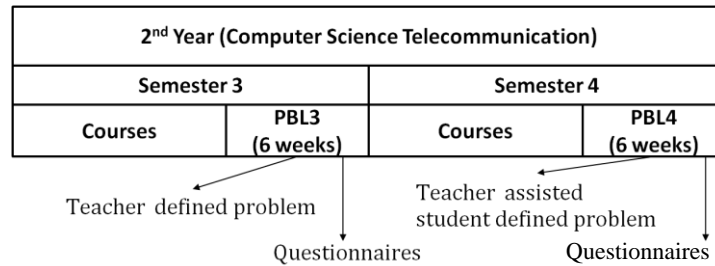 2nd Year (Computer Science Telecommunication)
Semester 3
Semester 4
Courses
PBL3
(6 weeks)
Courses
PBL4
(6 weeks)
Teacher defined problem
Teacher assisted
student defined problem
Questionnaires
Questionnaires